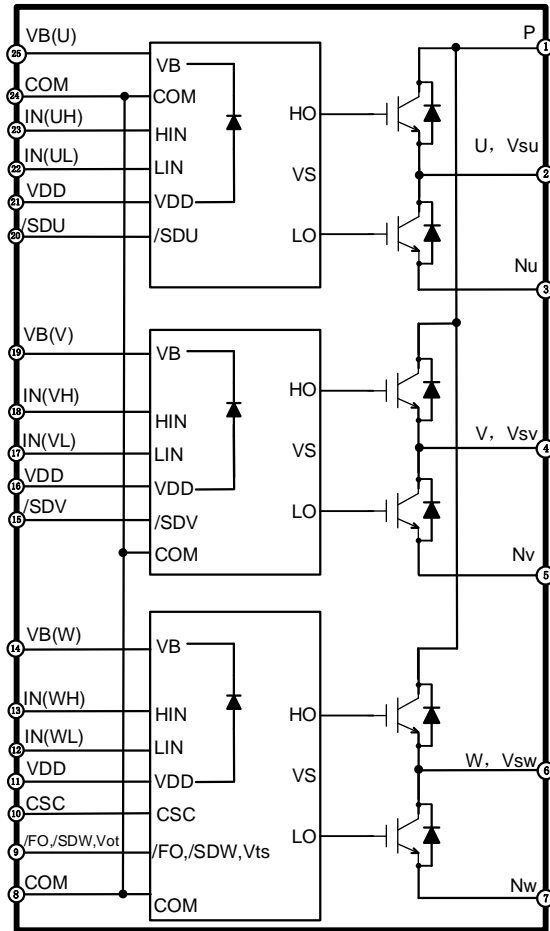 VB(U)
25
COM
24
IN(UH)
23
IN(UL)
22
VDD
21
/SDU
20
VB
COM
HIN
LIN
VDD
/SDU
HO
VS
LO
P
1
U，Vsu
2
Nu
3
VB(V)
19
IN(VH)
18
IN(VL)
17
VDD
16
/SDV
15
VB
HIN
LIN
VDD
/SDV
COM
HO
VS
LO
V，Vsv
4
Nv
5
VB(W)
14
IN(WH)
13
IN(WL)
12
VDD
11
CSC
10
/FO,/SDW,Vot
9
COM
8
VB
HIN
LIN
VDD
CSC
/FO,/SDW,Vts
COM
HO
VS
LO
W，Vsw
6
Nw
7